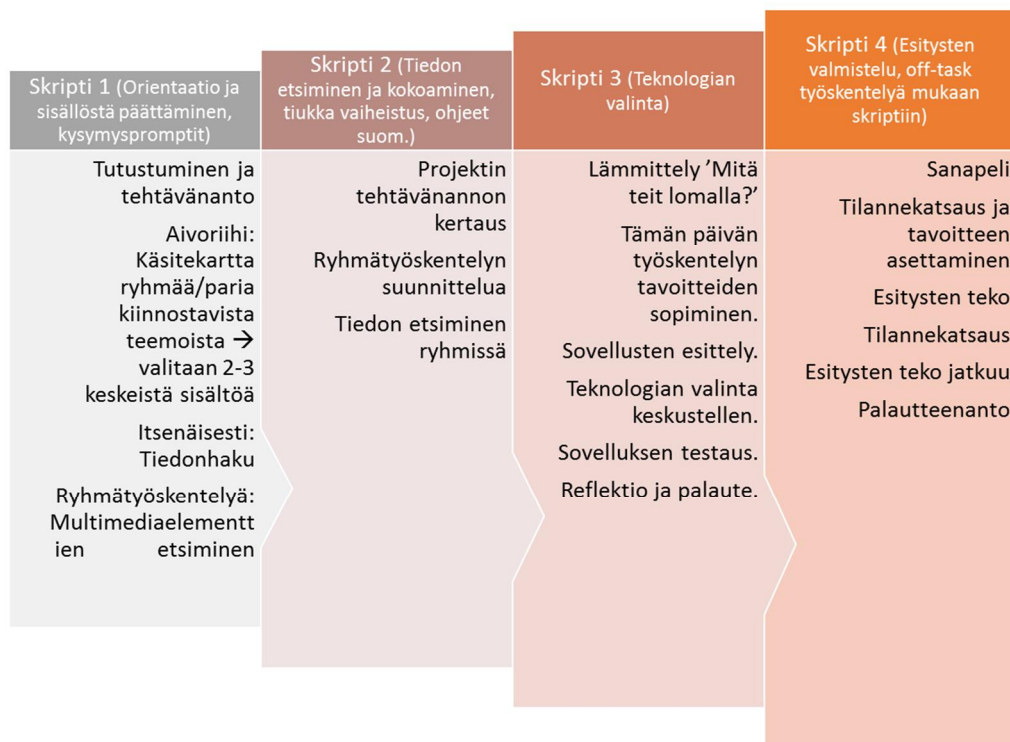 Skripti 1 (Orientaatio ja
sisällöstä päättäminen,
kysymyspromptit)
Tutustuminen ja
tehtävänanto
Aivoriihi:
Käsitekartta
ryhmää/paria
kiinnostavista
teemoista →
valitaan 2-3
keskeistä sisältöä
Itsenäisesti:
Tiedonhaku
Ryhmätyöskentelyä:
Multimediaelementt
ien etsiminen
Skripti 2 (Tiedon
etsiminen ja kokoaminen,
tiukka vaiheistus, ohjeet
suom.)
Projektin
tehtävänannon
kertaus
Ryhmätyöskentelyn
suunnittelua
Tiedon etsiminen
ryhmissä
Skripti 3 (Teknologian
valinta)
Lämmittely ’Mitä
teit lomalla?’
Tämän päivän
työskentelyn
tavoitteiden
sopiminen.
Sovellusten esittely.
Teknologian valinta
keskustellen.
Sovelluksen testaus.
Reflektio ja palaute.
Skripti 4 (Esitysten
valmistelu, off-task
työskentelyä mukaan
skriptiin)
Sanapeli
Tilannekatsaus ja
tavoitteen
asettaminen
Esitysten teko
Tilannekatsaus
Esitysten teko jatkuu
Palautteenanto